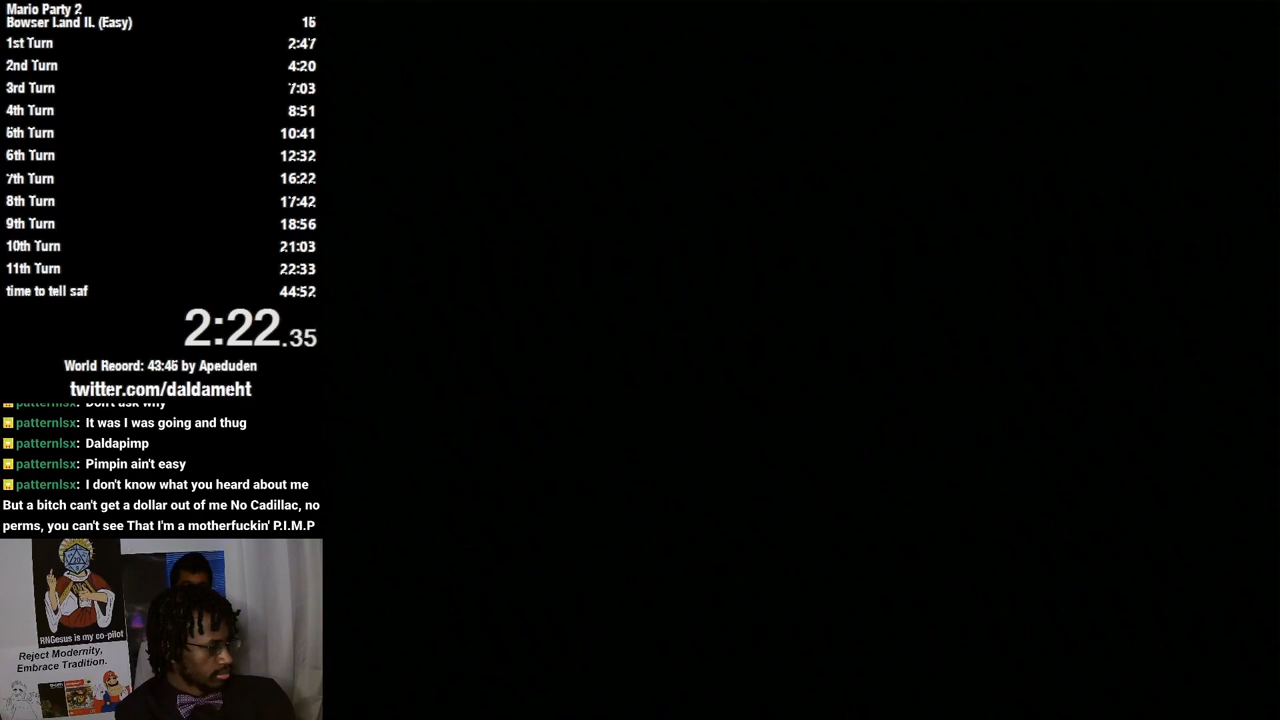 Mario Party 2
Bowser Land IL (Easy) 15
1st Turn 2:47
2nd Turn 4:20
3rd Turn 7:03
4th Turn 8:51
5th Turn 10:41
6th Turn 12:32
7th Turn 16:22
8th Turn 17:42
9th Turn 18:56
10th Turn 21:03
11th Turn 22:33
time to tell saf 44:52
2:22.35
World Record: 43:45 by Apeduden
twitter.com/daldameht
patternlsx: Don't ask why
patternlsx: It was I was going and thug
patternlsx: Daldapimp
patternlsx: Pimpin ain't easy
patternlsx: I don't know what you heard about me
But a bitch can't get a dollar out of me No Cadillac, no
perms, you can't see That I'm a motherfuckin' P.I.M.P
RNGesus is my co-pilot
Reject Modernity,
Embrace Tradition.